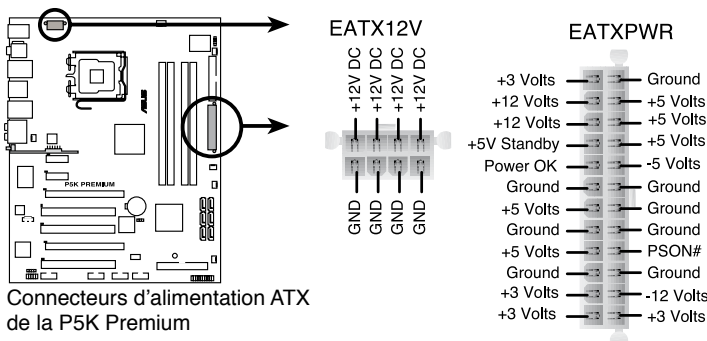 EATX12V
+12V DC
+12V DC
+12V DC
+12V DC
GND
GND
GND
GND
EATXPWR
+3 Volts
Ground
+12 Volts
+5 Volts
+12 Volts
+5 Volts
+5V Standby
+5 Volts
Power OK
-5 Volts
Ground
Ground
+5 Volts
Ground
Ground
Ground
+5 Volts
PSON#
Ground
Ground
+3 Volts
-12 Volts
+3 Volts
+3 Volts
ASUS
P5K PREMIUM
Connecteurs d'alimentation ATX
de la P5K Premium